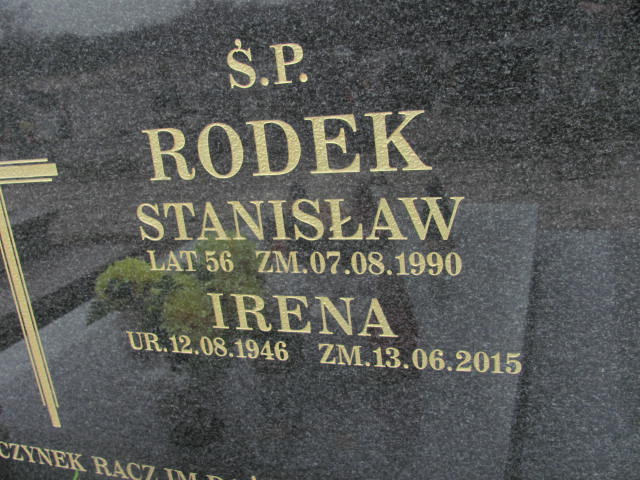 Ś.P.
RODEK
STANISŁAW
LAT 56 ZM.07.08.1990
IRENA
UR.12.08.1946 ZM.13.06.2015
RACZ IM